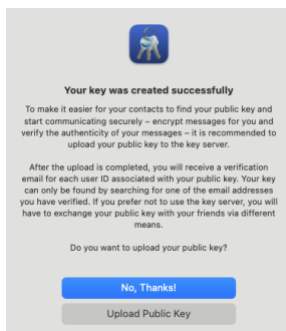 Your key was created successfully
To make it easier for your contacts to find your public key and
start communicating securely – encrypt messages for you and
verify the authenticity of your messages – it is recommended to
upload your public key to the key server.
After the upload is completed, you will receive a verification
email for each user ID associated with your public key. Your key
can only be found by searching for one of the email addresses
you have verified. If you prefer not to use the key server, you will
have to exchange your public key with your friends via different
means.
Do you want to upload your public key?
No, Thanks!
Upload Public Key